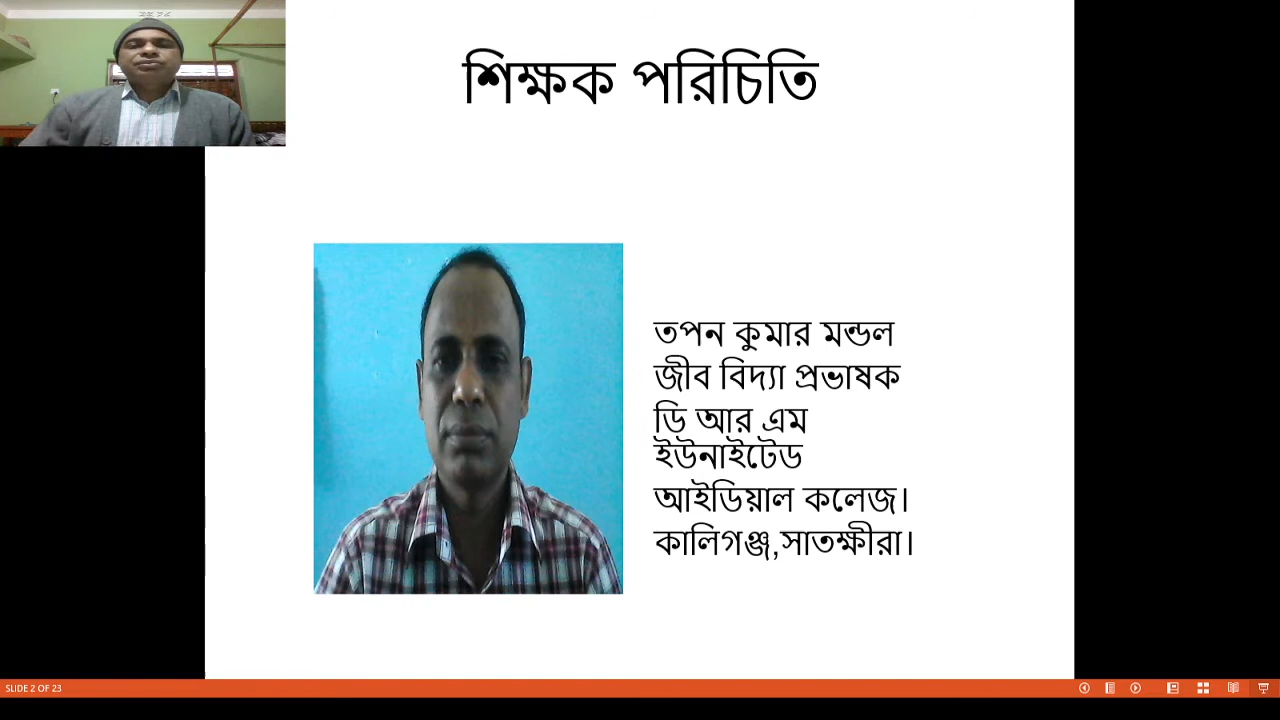 শিক্ষক পরিচিতি
তপন কুমার মন্ডল
জীব বিদ্যা প্রভাষক
ডি আর এম
ইউনাইটেড
আইডিয়াল কলেজ।
কালিগঞ্জ,সাতক্ষীরা।
SLIDE 2 OF 23